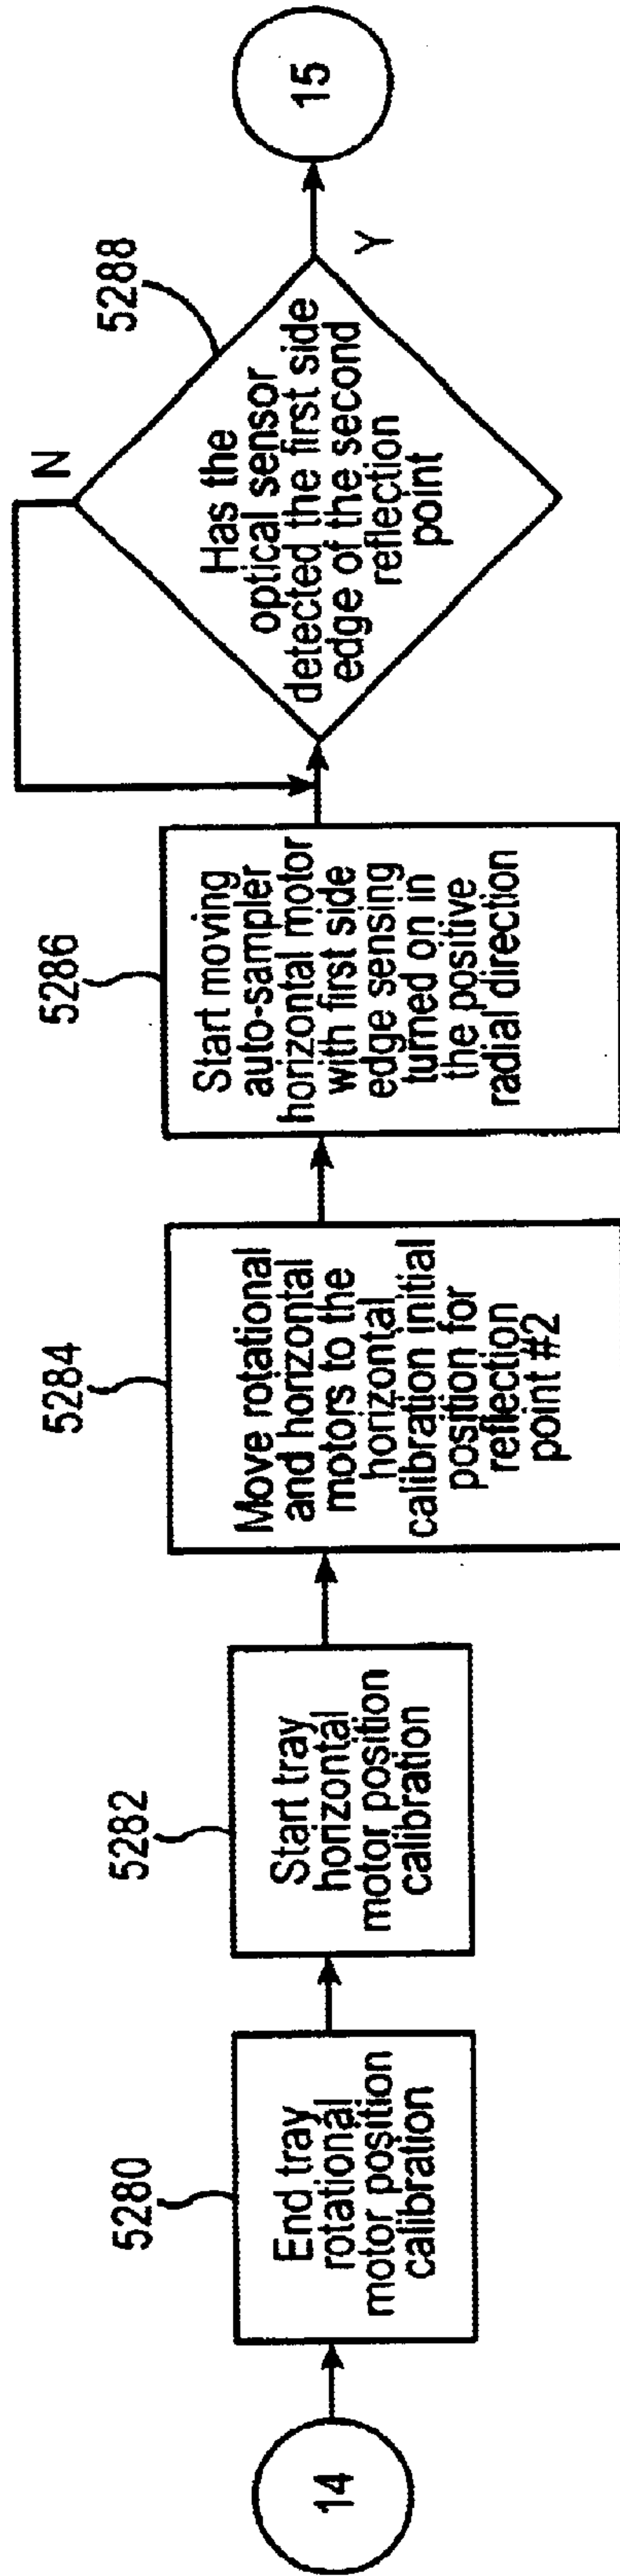 14
5280
End tray
rotational
motor position
calibration
5282
Start tray
horizontal
motor position
calibration
5284
Move rotational
and horizontal
motors to the
horizontal
calibration initial
position for
reflection
point #2
5286
Start moving
auto-sampler
horizontal motor
with first side
edge sensing
turned on in
the positive
radial direction
5288
Has the
optical sensor
detected the first side
edge of the second
reflection
point
N
Y
15